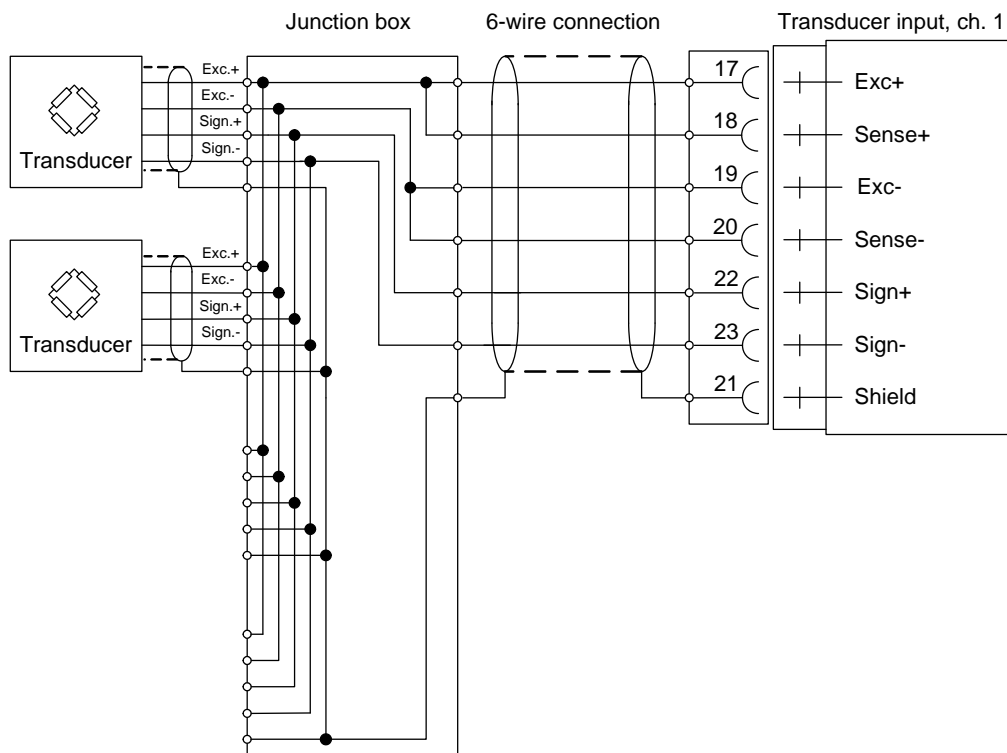 Junction box
6-wire connection
Transducer input, ch. 1
Exc.+
Exc.-
Sign.+
Sign.-
Transducer
Exc.+
Exc.-
Sign.+
Sign.-
Transducer
17
Exc+
18
Sense+
19
Exc-
20
Sense-
22
Sign+
23
Sign-
21
Shield